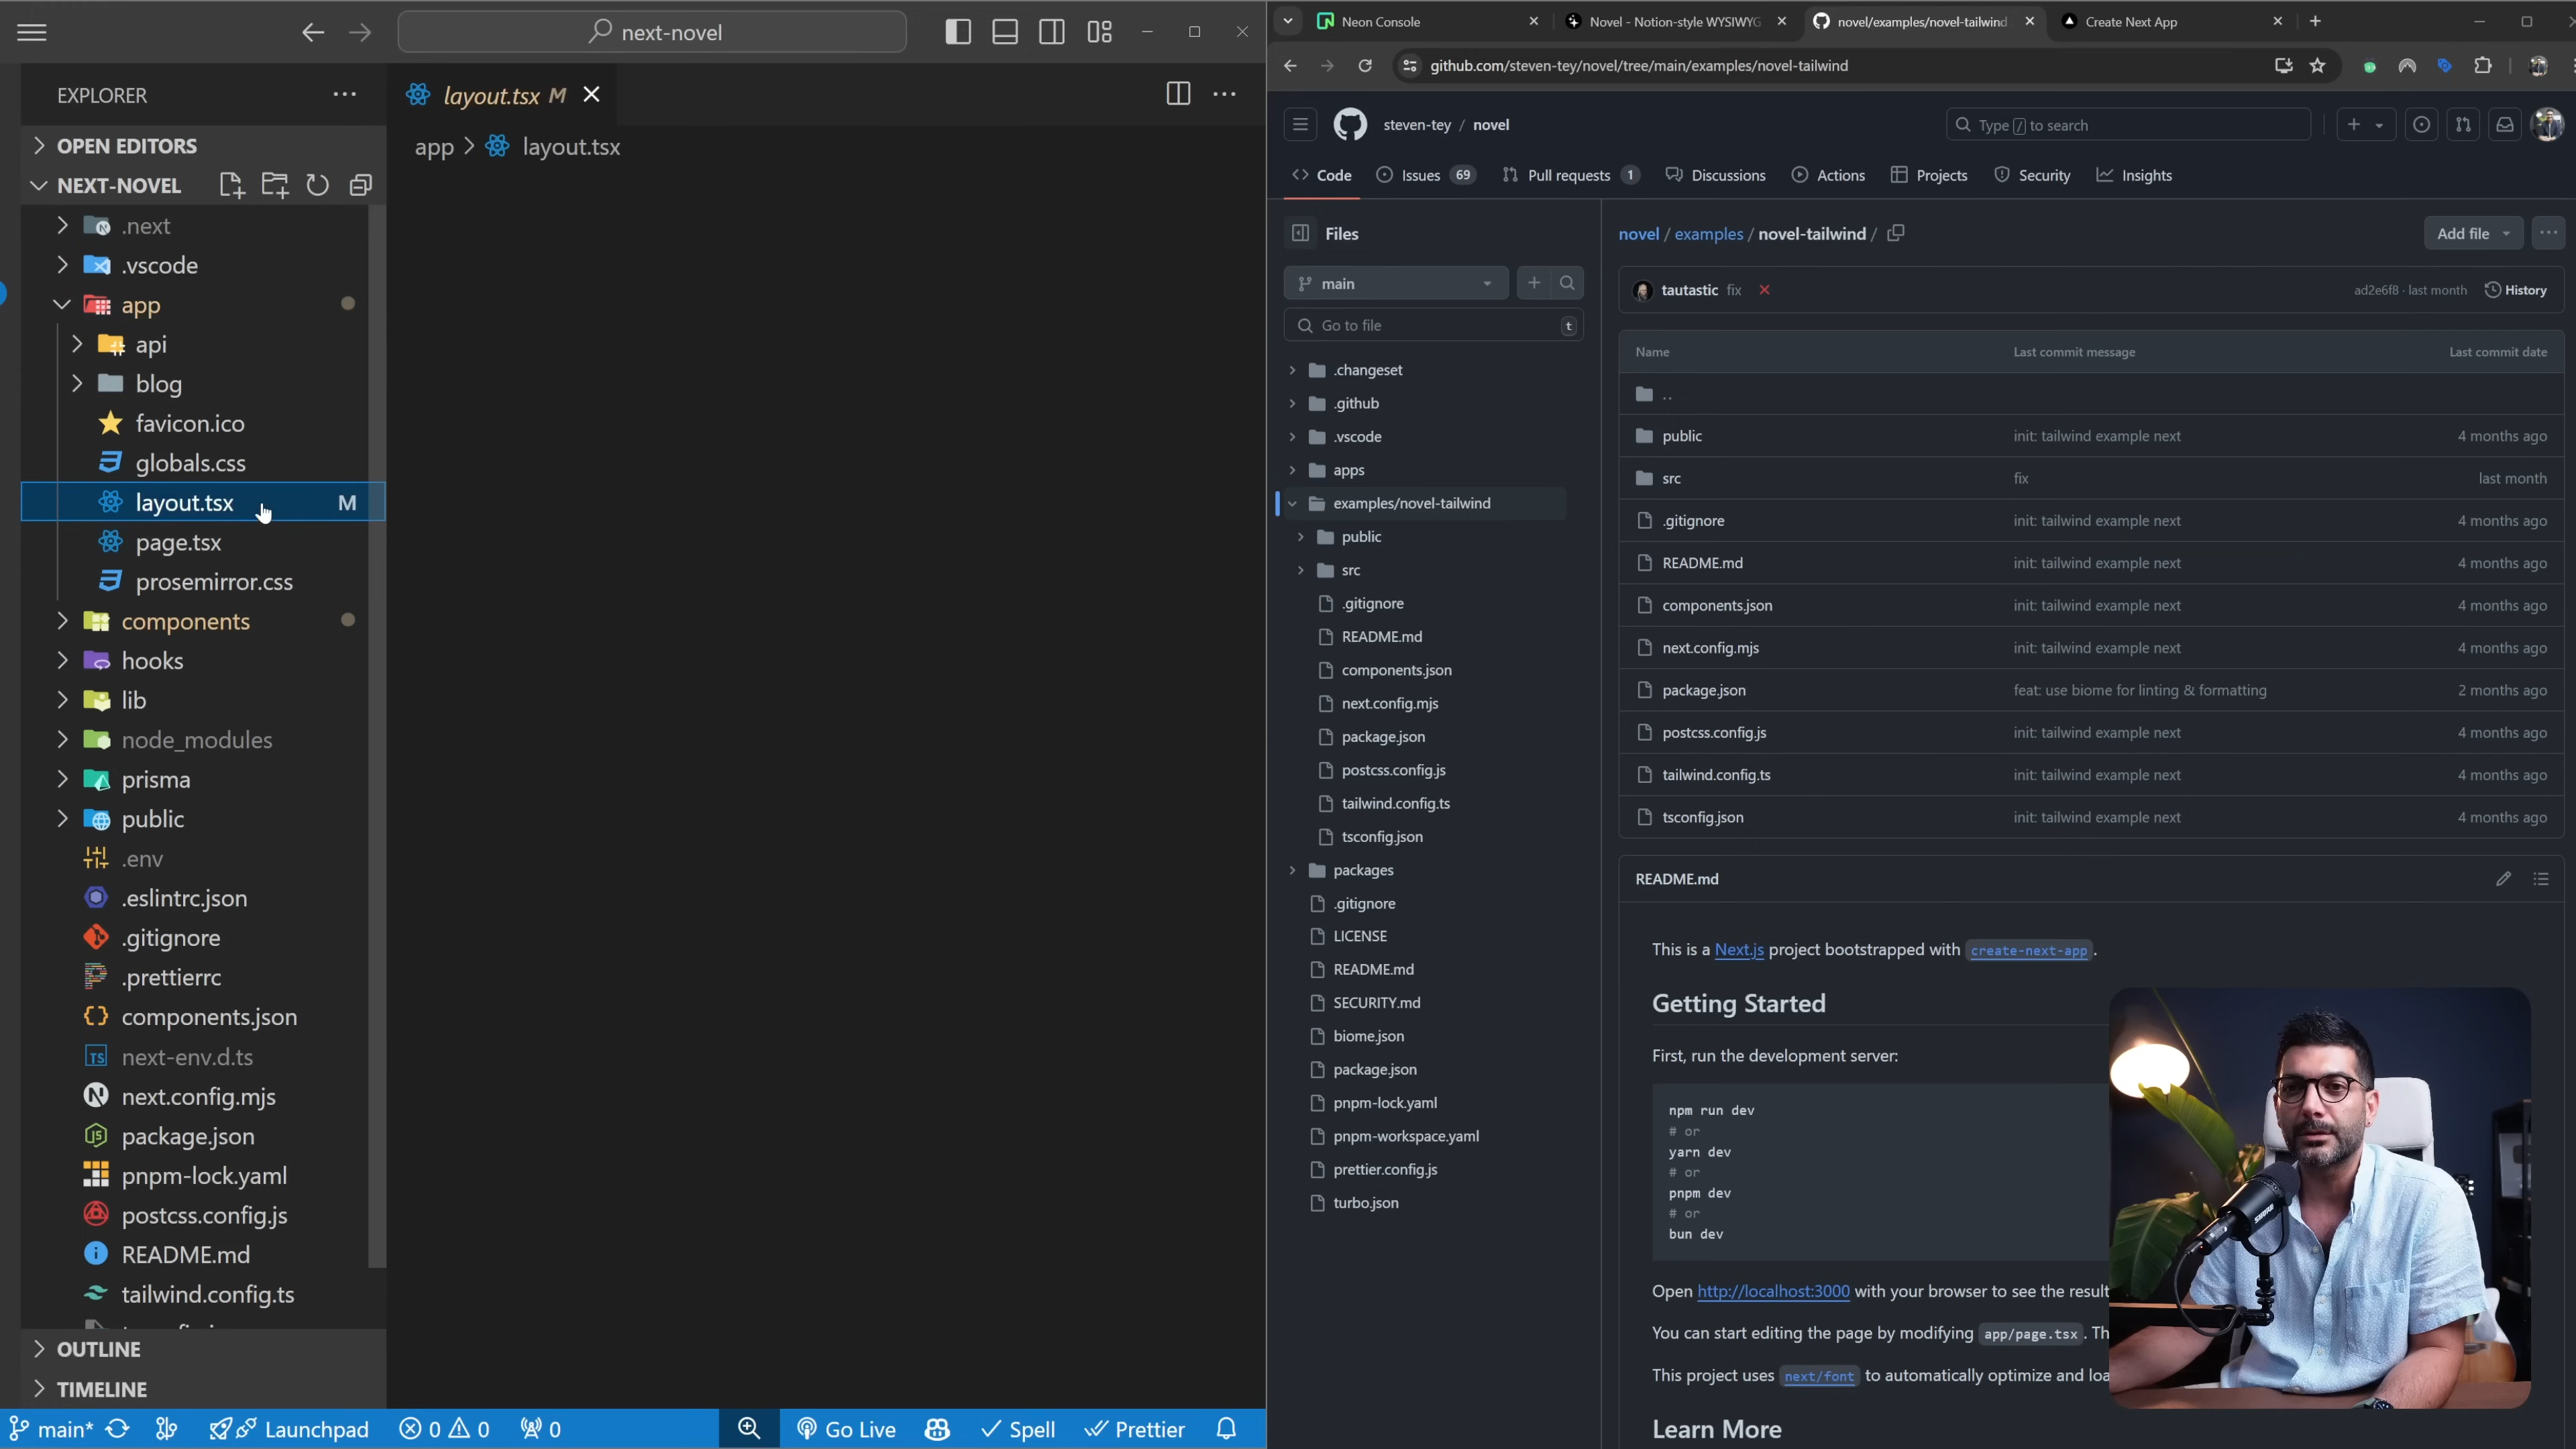 next-novel
EXPLORER
OPEN EDITORS
NEXT-NOVEL
.next
.vscode
app
api
blog
favicon.ico
globals.css
layout.tsx M
page.tsx
prosemirror.css
components
hooks
lib
node_modules
prisma
public
.env
.eslintrc.json
.gitignore
.prettierrc
components.json
next-env.d.ts
next.config.mjs
package.json
pnpm-lock.yaml
postcss.config.js
README.md
tailwind.config.ts
OUTLINE
TIMELINE
layout.tsx M
app > layout.tsx
main* Launchpad 0 0 0 Go Live Spell Prettier
Neon Console
Novel - Notion-style WYSIWYG
novel/examples/novel-tailwind
Create Next App
github.com/steven-tey/novel/tree/main/examples/novel-tailwind
steven-tey / novel
Type / to search
Code Issues 69 Pull requests 1 Discussions Actions Projects Security Insights
Files
main
Go to file t
.changeset
.github
.vscode
apps
examples/novel-tailwind
public
src
.gitignore
README.md
components.json
next.config.mjs
package.json
postcss.config.js
tailwind.config.ts
tsconfig.json
packages
.gitignore
LICENSE
README.md
SECURITY.md
biome.json
package.json
pnpm-lock.yaml
pnpm-workspace.yaml
prettier.config.js
turbo.json
novel / examples / novel-tailwind /
Add file
tautastic fix ad2e6f8 · last month History
Name Last commit message Last commit date
..
public init: tailwind example next 4 months ago
src fix last month
.gitignore init: tailwind example next 4 months ago
README.md init: tailwind example next 4 months ago
components.json init: tailwind example next 4 months ago
next.config.mjs init: tailwind example next 4 months ago
package.json feat: use biome for linting & formatting 2 months ago
postcss.config.js init: tailwind example next 4 months ago
tailwind.config.ts init: tailwind example next 4 months ago
tsconfig.json init: tailwind example next 4 months ago
README.md
This is a Next.js project bootstrapped with create-next-app.
Getting Started
First, run the development server:
npm run dev
# or
yarn dev
# or
pnpm dev
# or
bun dev
Open http://localhost:3000 with your browser to see the result
You can start editing the page by modifying app/page.tsx. Th
This project uses next/font to automatically optimize and loa
Learn More
SHURE